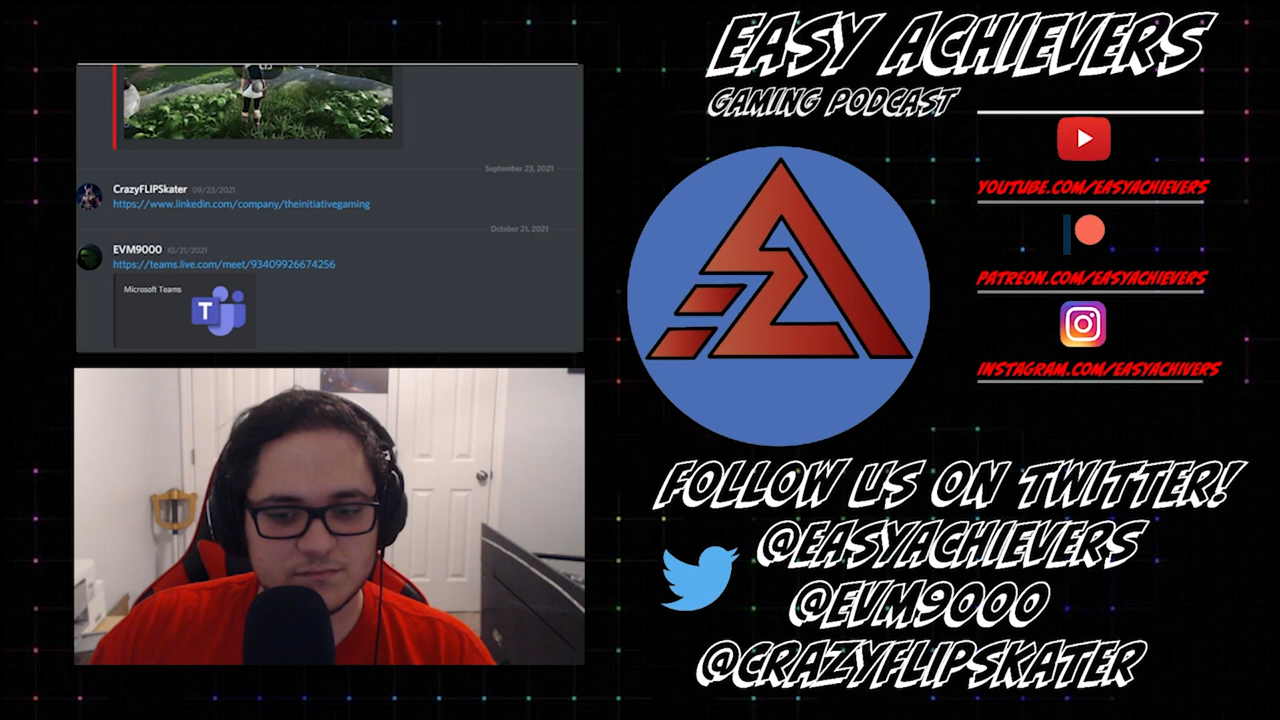 September 23, 2021
CrazyFLIPSkater 09/23/2021
https://www.linkedin.com/company/theinitiativegaming
October 21, 2021
EVM9000 10/21/2021
https://teams.live.com/meet/93409926674256
Microsoft Teams
T
EASY ACHIEVERS
GAMING PODCAST
YOUTUBE.COM/EASYACHIEVERS
PATREON.COM/EASYACHIEVERS
INSTAGRAM.COM/EASYACHIVERS
FOLLOW US ON TWITTER!
@EASYACHIEVERS
@EVM9000
@CRAZYFLIPSKATER